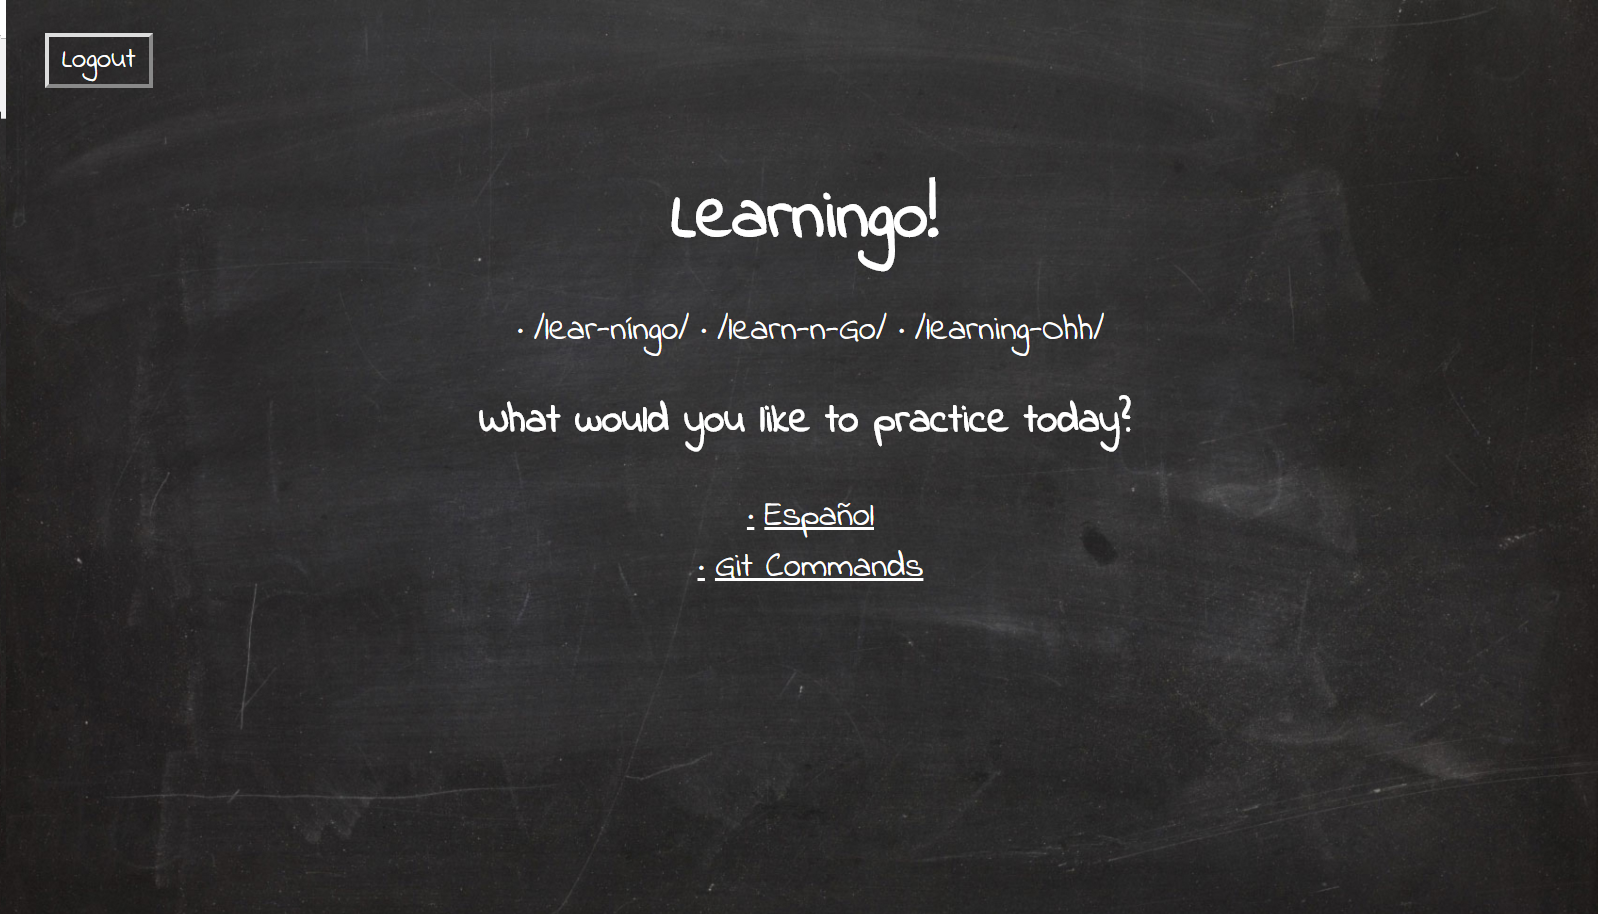 Logout
Learningo!
• /lear-níngo/ • /learn-n-Go/ • /learning-Ohh/
What would you like to practice today?
• Español
• Git Commands